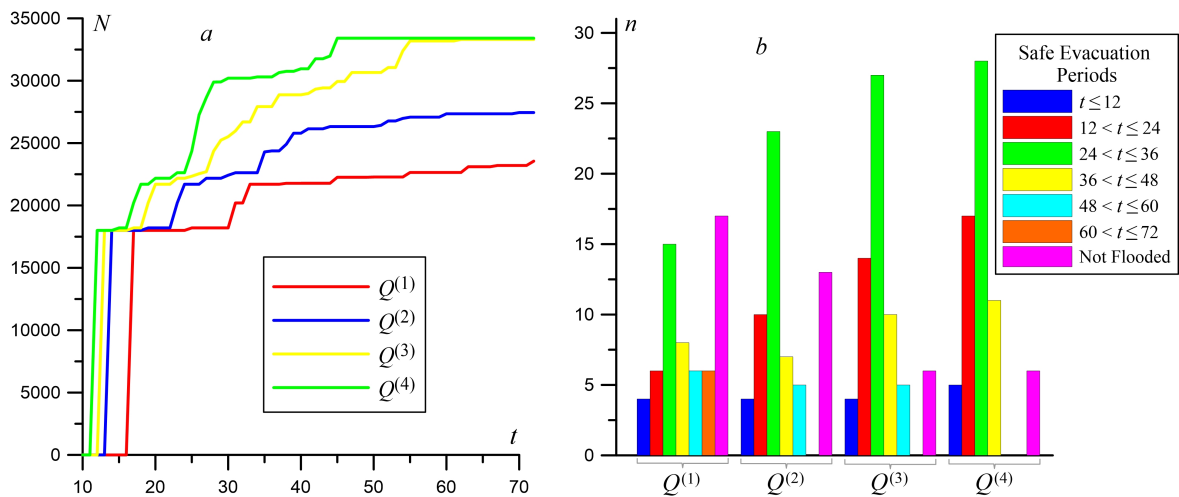 N
a
35000
30000
25000
20000
15000
10000
5000
0
10
20
30
40
50
60
70
t
Q(1)
Q(2)
Q(3)
Q(4)
n
b
30
25
20
15
10
5
0
Q(1)
Q(2)
Q(3)
Q(4)
Safe Evacuation
Periods
t ≤ 12
12 < t ≤ 24
24 < t ≤ 36
36 < t ≤ 48
48 < t ≤ 60
60 < t ≤ 72
Not Flooded